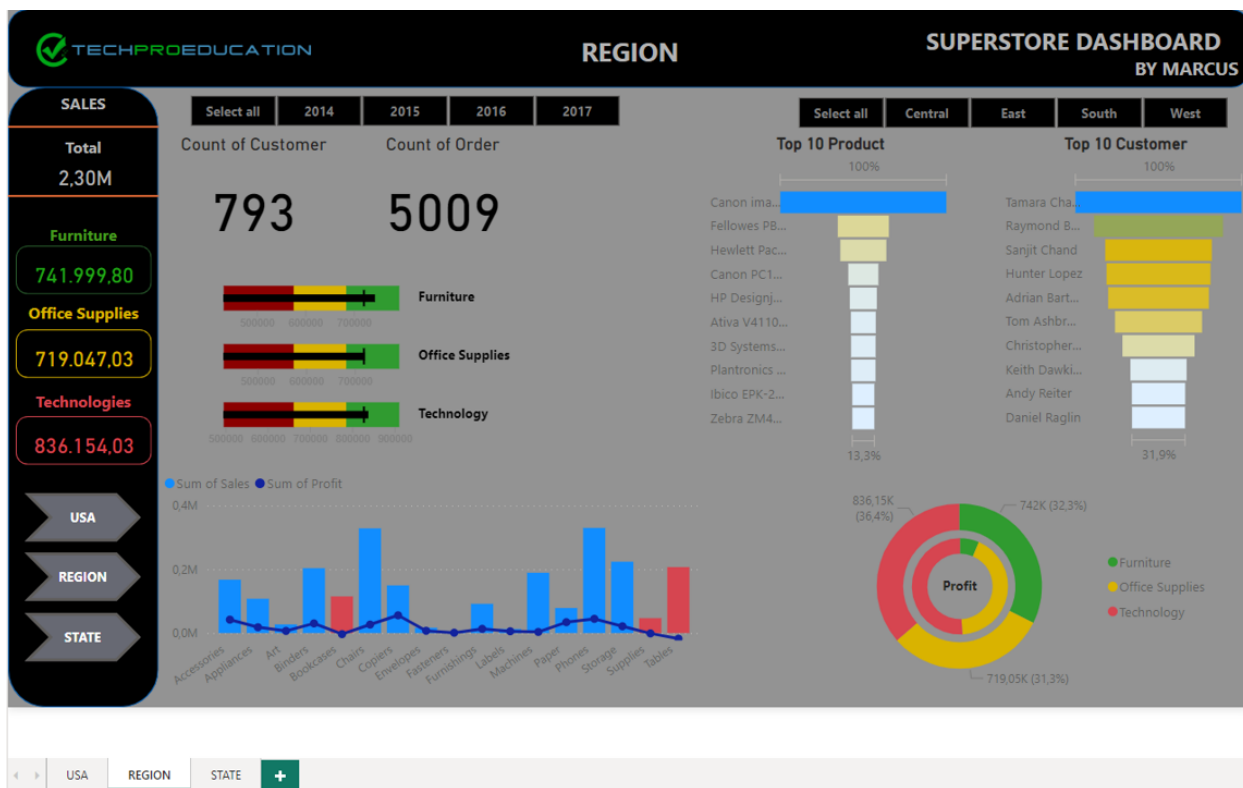 TECHPROEDUCATION
REGION
SUPERSTORE DASHBOARD
BY MARCUS
SALES
Total
2,30M
Furniture
741.999,80
Office Supplies
719.047,03
Technologies
836.154,03
USA
REGION
STATE
Select all 2014 2015 2016 2017
Count of Customer
793
Count of Order
5009
Furniture
500000 600000 700000
Office Supplies
500000 600000 700000
Technology
500000 600000 700000 800000 900000
Select all Central East South West
Top 10 Product
100%
Canon ima...
Fellowes PB...
Hewlett Pac...
Canon PC1...
HP Designj...
Ativa V4110...
3D Systems...
Plantronics ...
Ibico EPK-2...
Zebra ZM4...
13,3%
Top 10 Customer
100%
Tamara Cha...
Raymond B...
Sanjit Chand
Hunter Lopez
Adrian Bart...
Tom Ashbr...
Christopher...
Keith Dawki...
Andy Reiter
Daniel Raglin
31,9%
Sum of Sales Sum of Profit
0,4M
0,2M
0,0M
Accessories
Appliances
Art
Binders
Bookcases
Chairs
Copiers
Envelopes
Fasteners
Furnishings
Labels
Machines
Paper
Phones
Storage
Supplies
Tables
836,15K
(36,4%)
742K (32,3%)
Profit
719,05K (31,3%)
Furniture
Office Supplies
Technology
USA REGION STATE +